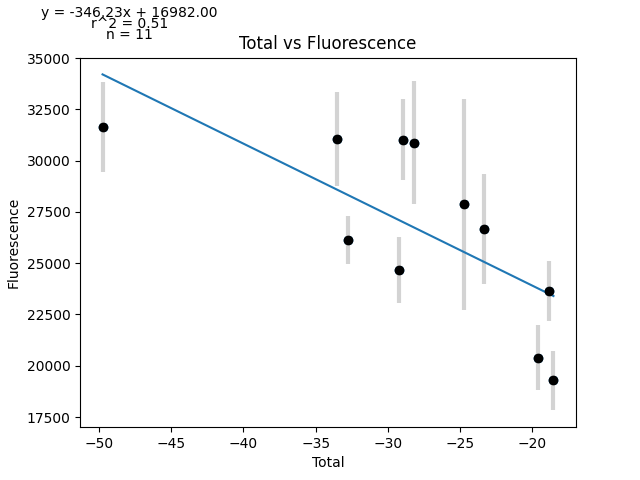 y = -346.23x + 16982.00
r^2 = 0.51
n = 11
Total vs Fluorescence
35000
32500
30000
27500
25000
22500
20000
17500
Fluorescence
−50 −45 −40 −35 −30 −25 −20
Total